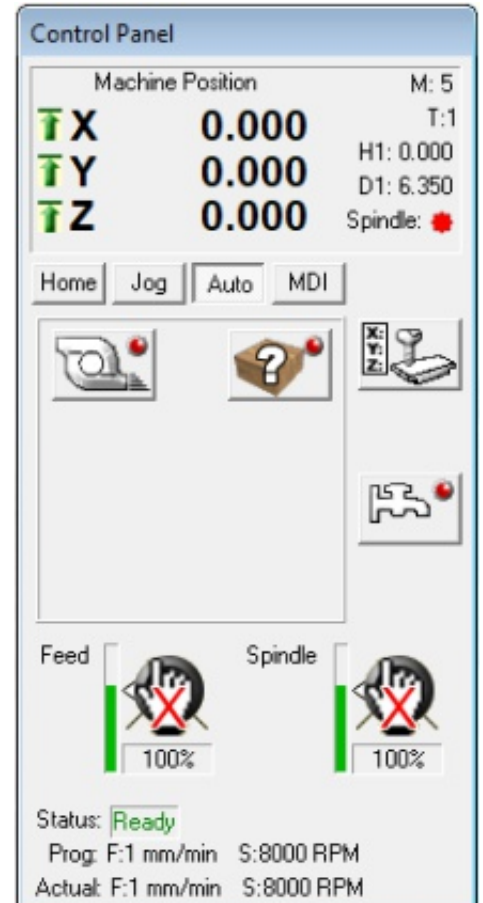 Control Panel
Machine Position M: 5
X 0.000 T:1
Y 0.000 H1: 0.000
Z 0.000 D1: 6.350
Spindle:
Home Jog Auto MDI
X:
Y:
Z:
?
Feed Spindle
100% 100%
Status: Ready
Prog: F:1 mm/min S:8000 RPM
Actual: F:1 mm/min S:8000 RPM